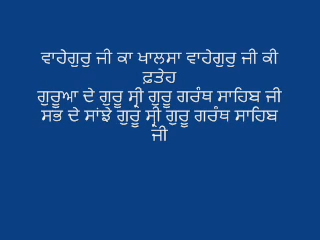 ਵਾਹੇਗੁਰੁ ਜੀ ਕਾ ਖਾਲਸਾ ਵਾਹੇਗੁਰੁ ਜੀ ਕੀ
ਫ਼ਤੇਹ
ਗੁਰੂਆ ਦੇ ਗੁਰੂ ਸ੍ਰੀ ਗੁਰੂ ਗਰੰਥ ਸਾਹਿਬ ਜੀ
ਸਭ ਦੇ ਸਾਂਝੇ ਗੁਰੂ ਸ੍ਰੀ ਗੁਰੂ ਗਰੰਥ ਸਾਹਿਬ
ਜੀ